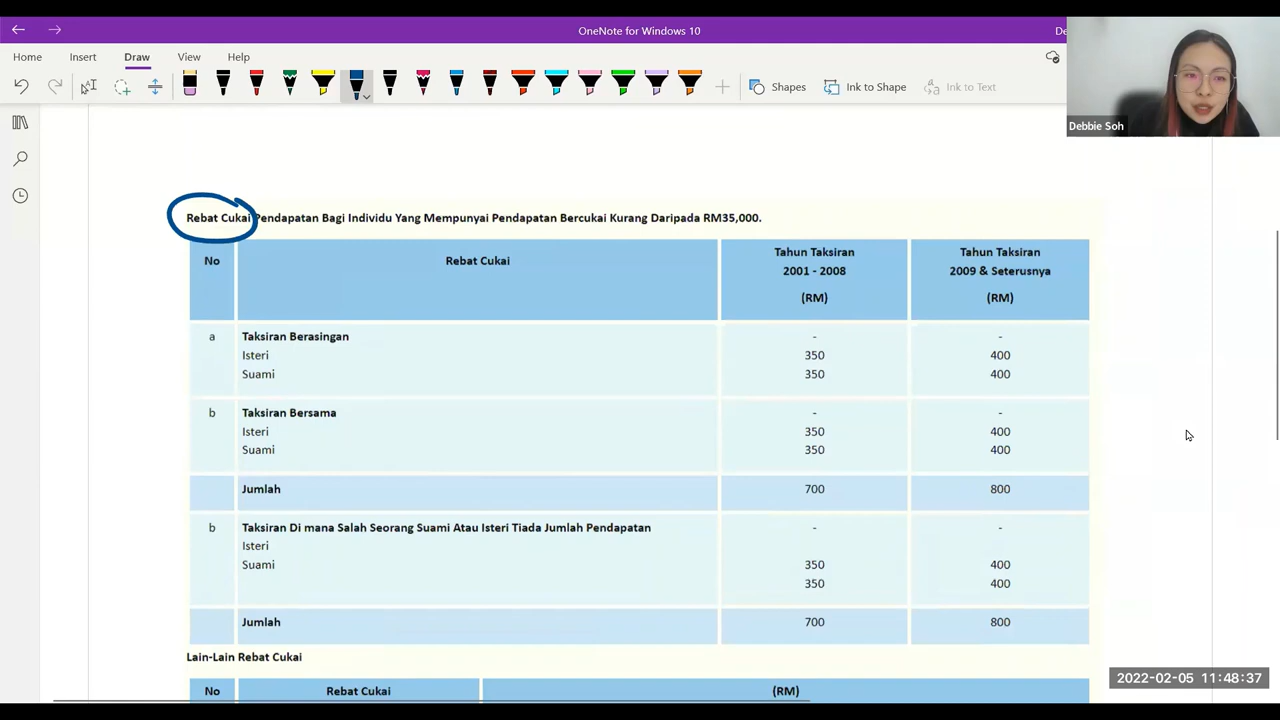 OneNote for Windows 10
De
Home Insert Draw View Help
Shapes Ink to Shape Ink to Text
Debbie Soh
Rebat Cukai Pendapatan Bagi Individu Yang Mempunyai Pendapatan Bercukai Kurang Daripada RM35,000.
No Rebat Cukai Tahun Taksiran 2001 - 2008 (RM) Tahun Taksiran 2009 & Seterusnya (RM)
a Taksiran Berasingan - -
Isteri 350 400
Suami 350 400
b Taksiran Bersama - -
Isteri 350 400
Suami 350 400
Jumlah 700 800
b Taksiran Di mana Salah Seorang Suami Atau Isteri Tiada Jumlah Pendapatan - -
Isteri
Suami 350 400
350 400
Jumlah 700 800
Lain-Lain Rebat Cukai
No Rebat Cukai (RM)
2022-02-05 11:48:37